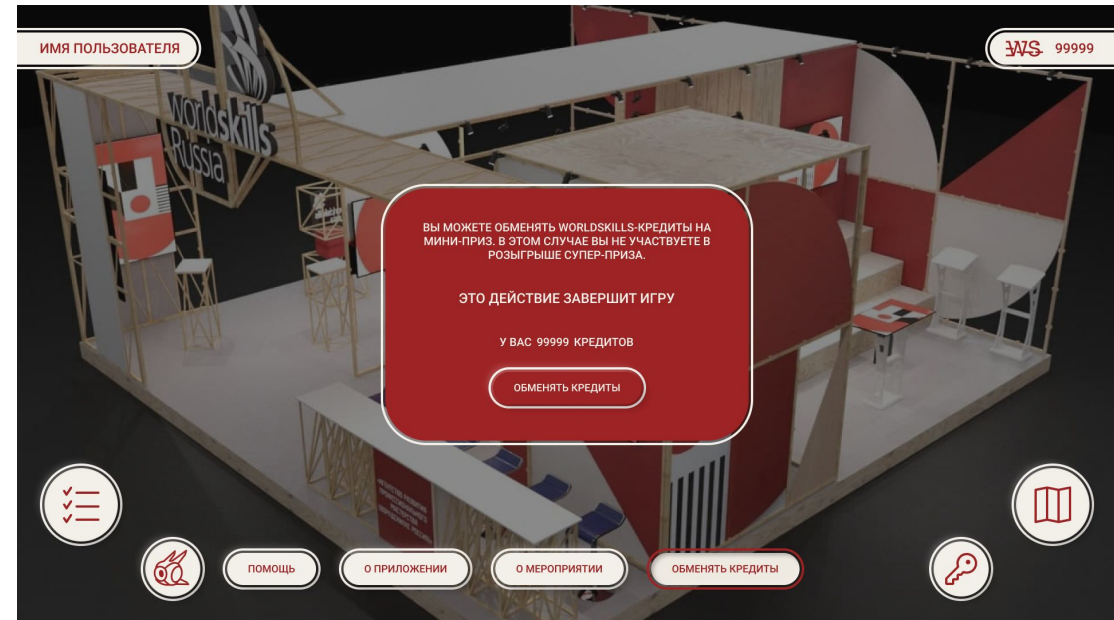 ИМЯ ПОЛЬЗОВАТЕЛЯ
WS 99999
worldskills
Russia
ВЫ МОЖЕТЕ ОБМЕНЯТЬ WORLDSKILLS-КРЕДИТЫ НА
МИНИ-ПРИЗ. В ЭТОМ СЛУЧАЕ ВЫ НЕ УЧАСТВУЕТЕ В
РОЗЫГРЫШЕ СУПЕР-ПРИЗА.
ЭТО ДЕЙСТВИЕ ЗАВЕРШИТ ИГРУ
У ВАС 99999 КРЕДИТОВ
ОБМЕНЯТЬ КРЕДИТЫ
ПОМОЩЬ
О ПРИЛОЖЕНИИ
О МЕРОПРИЯТИИ
ОБМЕНЯТЬ КРЕДИТЫ